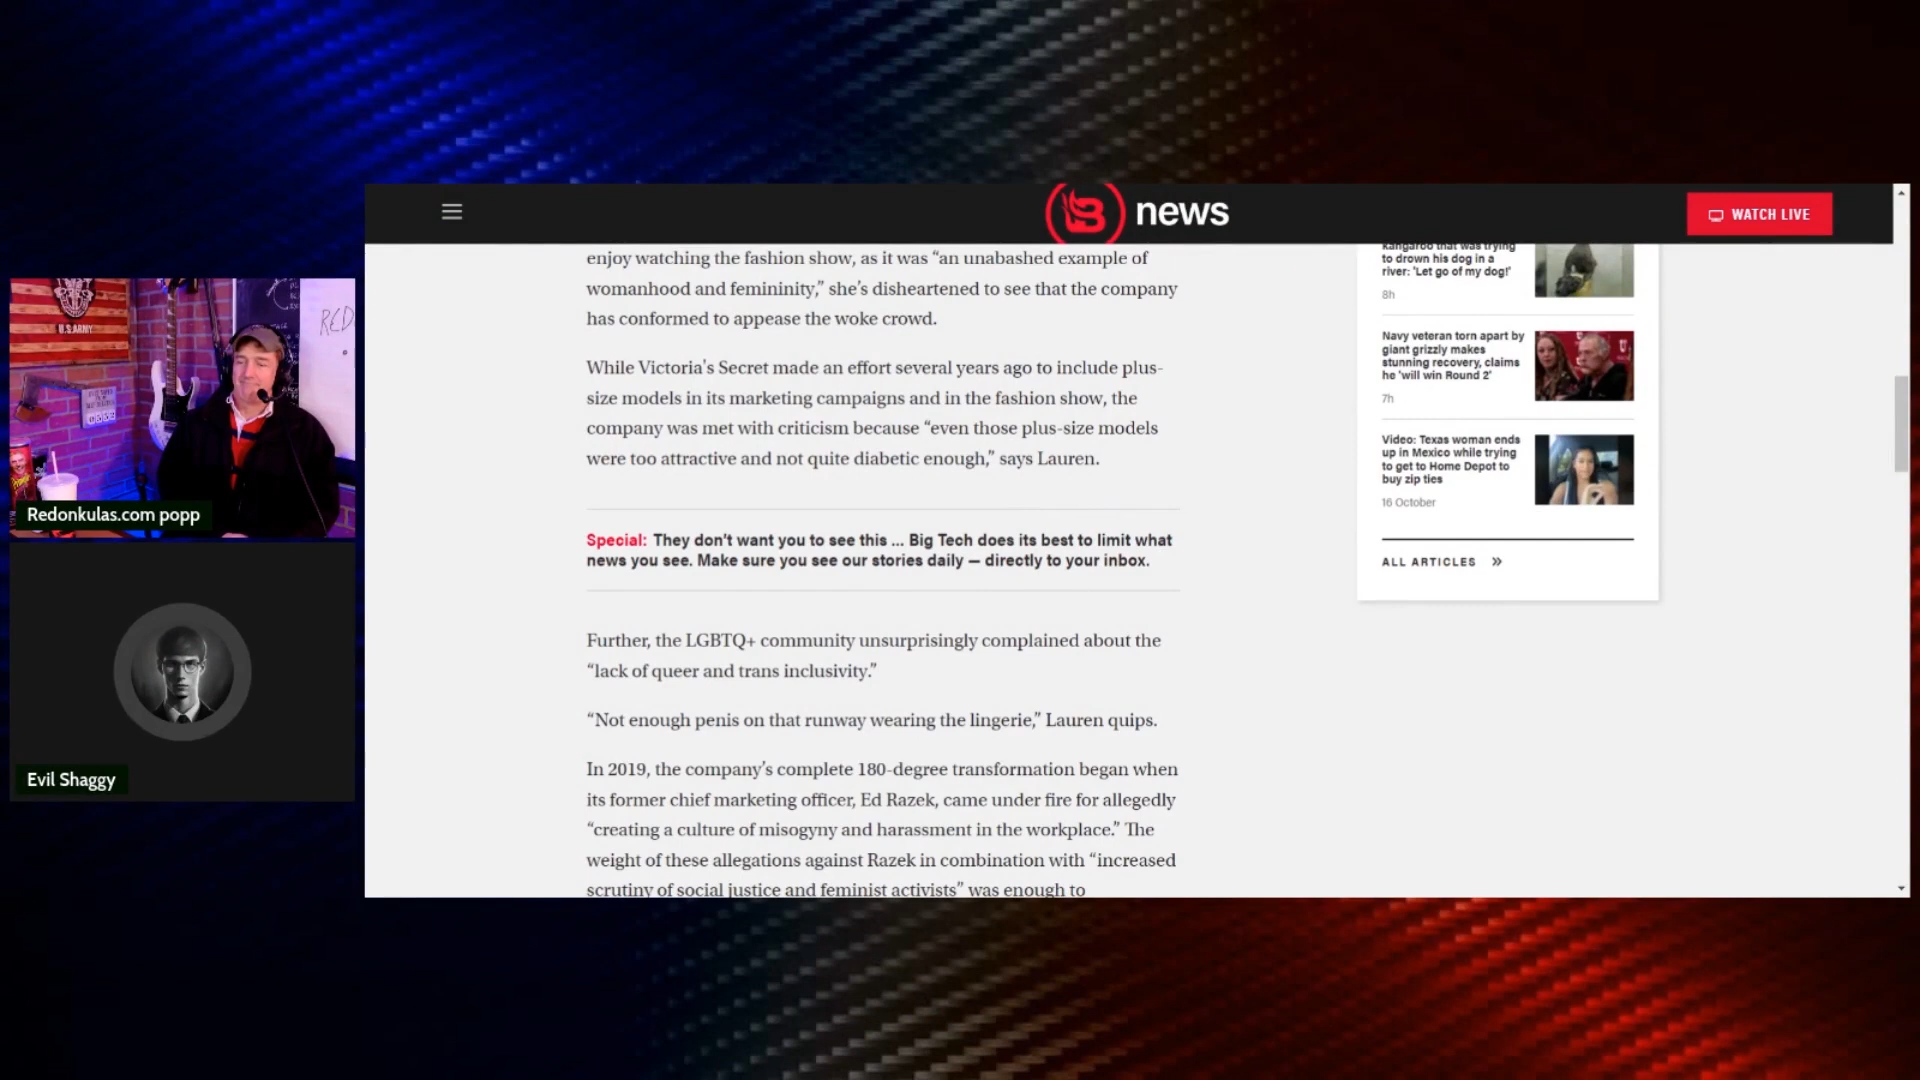 news
WATCH LIVE
enjoy watching the fashion show, as it was “an unabashed example of
womanhood and femininity,” she’s disheartened to see that the company
has conformed to appease the woke crowd.
While Victoria's Secret made an effort several years ago to include plus-
size models in its marketing campaigns and in the fashion show, the
company was met with criticism because “even those plus-size models
were too attractive and not quite diabetic enough,” says Lauren.
Special: They don’t want you to see this ... Big Tech does its best to limit what
news you see. Make sure you see our stories daily — directly to your inbox.
Further, the LGBTQ+ community unsurprisingly complained about the
“lack of queer and trans inclusivity.”
“Not enough penis on that runway wearing the lingerie,” Lauren quips.
In 2019, the company’s complete 180-degree transformation began when
its former chief marketing officer, Ed Razek, came under fire for allegedly
“creating a culture of misogyny and harassment in the workplace.” The
weight of these allegations against Razek in combination with “increased
scrutiny of social justice and feminist activists” was enough to
kangaroo that was trying
to drown his dog in a
river: 'Let go of my dog!'
8h
Navy veteran torn apart by
giant grizzly makes
stunning recovery, claims
he 'will win Round 2'
7h
Video: Texas woman ends
up in Mexico while trying
to get to Home Depot to
buy zip ties
16 October
ALL ARTICLES »
U.S. ARMY
RED
Redonkulas.com popp
Evil Shaggy